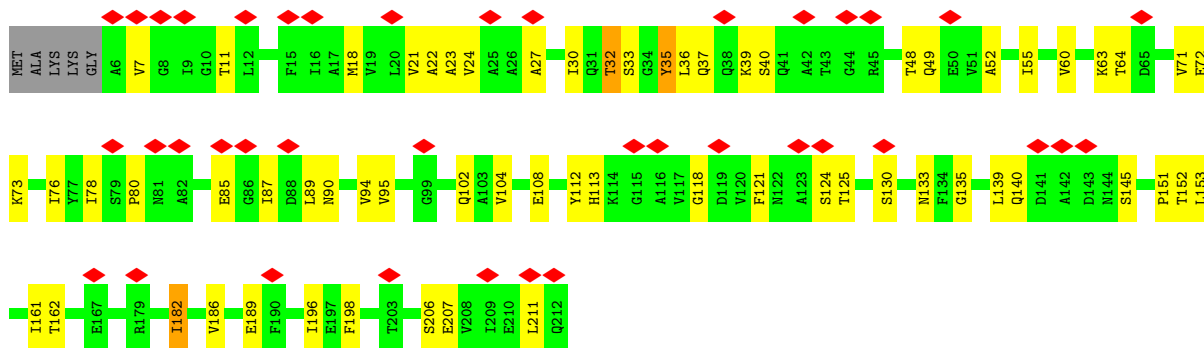 MET ALA LYS LYS GLY A6 V7 G8 I9 G10 T11 L12 F15 I16 A17 M18 V19 L20 V21 A22 A23 V24 A25 A26 A27 I30 Q31 T32 S33 G34 Y35 L36 Q37 Q38 K39 S40 Q41 A42 T43 G44 R45 T48 Q49 E50 V51 A52 I55 V60 K63 T64 D65 V71 E72
K73 I76 Y77 I78 S79 P80 N81 A82 E85 G86 I87 D88 L89 N90 V94 V95 G99 Q102 A103 V104 E108 Y112 H113 K114 G115 A116 V117 G118 D119 V120 F121 N122 A123 S124 T125 S130 N133 F134 G135 L139 Q140 D141 A142 D143 N144 S145 P151 T152 L153
I161 T162 E167 R179 I182 V186 E189 F190 I196 E197 F198 T203 S206 E207 V208 I209 E210 L211 Q212